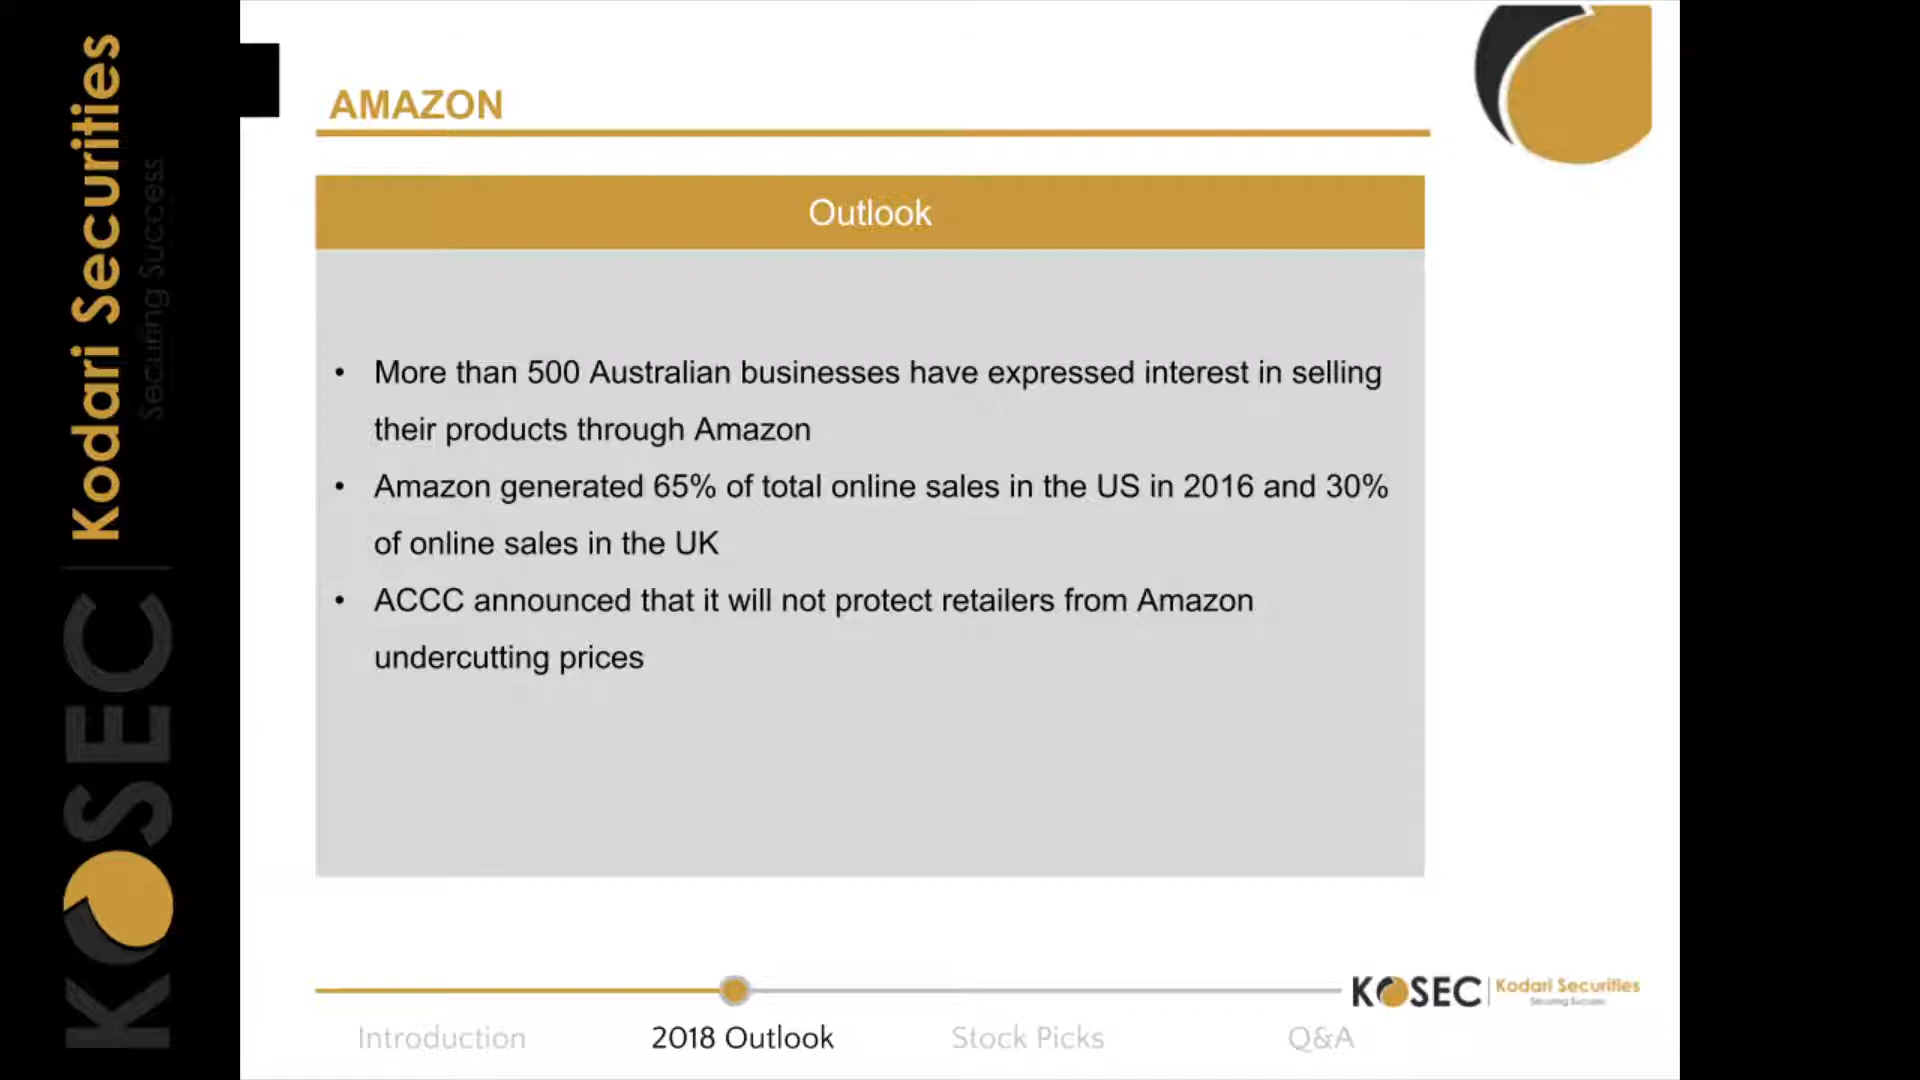 KOSEC | Kodari Securities
Securing Success
AMAZON
Outlook
• More than 500 Australian businesses have expressed interest in selling
their products through Amazon
• Amazon generated 65% of total online sales in the US in 2016 and 30%
of online sales in the UK
• ACCC announced that it will not protect retailers from Amazon
undercutting prices
KOSEC | Kodari Securities
Securing Success
Introduction
2018 Outlook
Stock Picks
Q&A